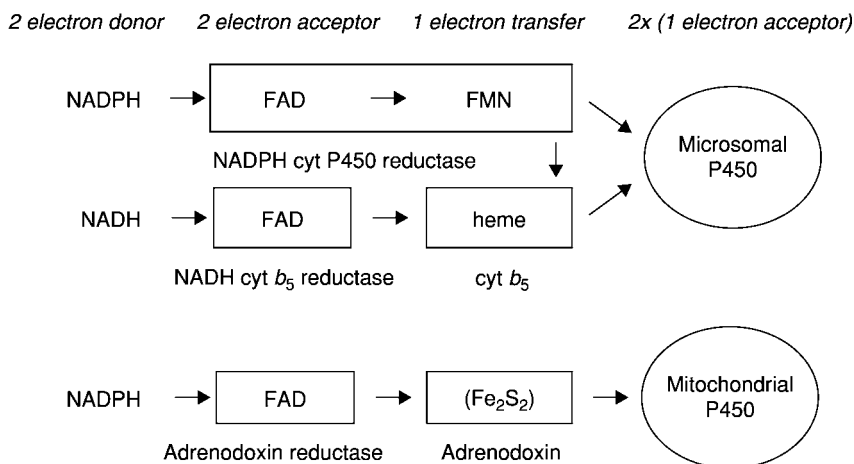 2 electron donor 2 electron acceptor 1 electron transfer 2x (1 electron acceptor)
NADPH FAD FMN
Microsomal
P450
NADPH cyt P450 reductase
NADH FAD heme
NADH cyt b5 reductase cyt b5
NADPH FAD (Fe2S2)
Mitochondrial
P450
Adrenodoxin reductase Adrenodoxin